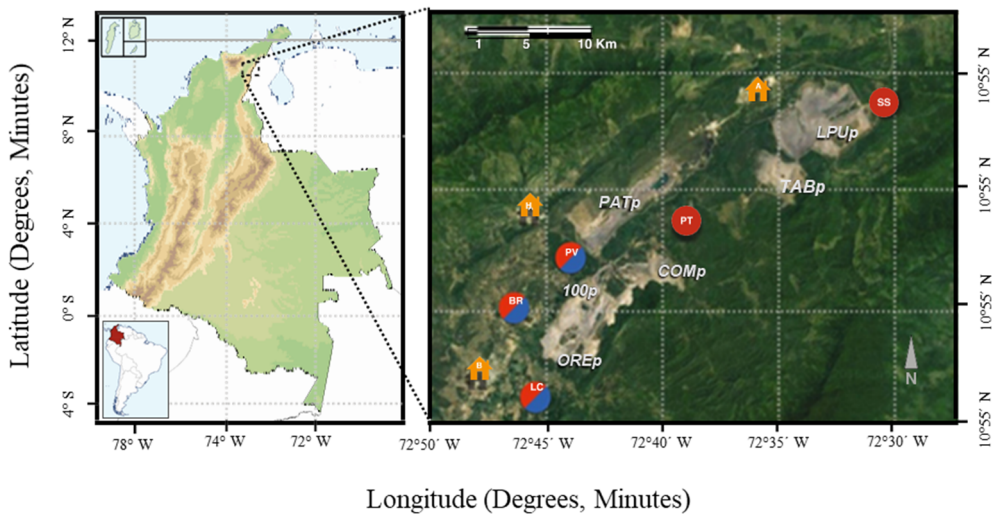 Latitude (Degrees, Minutes)
2°
8° N
4° N
0° S
4° S
78° W
74° W
72° W
1
5
10 Km
A
SS
LPUp
TABp
PATp
PT
PV
COMp
100p
BR
OREp
B
LC
N
10°55 N
10°55 N
10°55 N
10°55 N
72°50' W
72°45' W
72°40' W
72°35' W
72°30' W
Longitude (Degrees, Minutes)